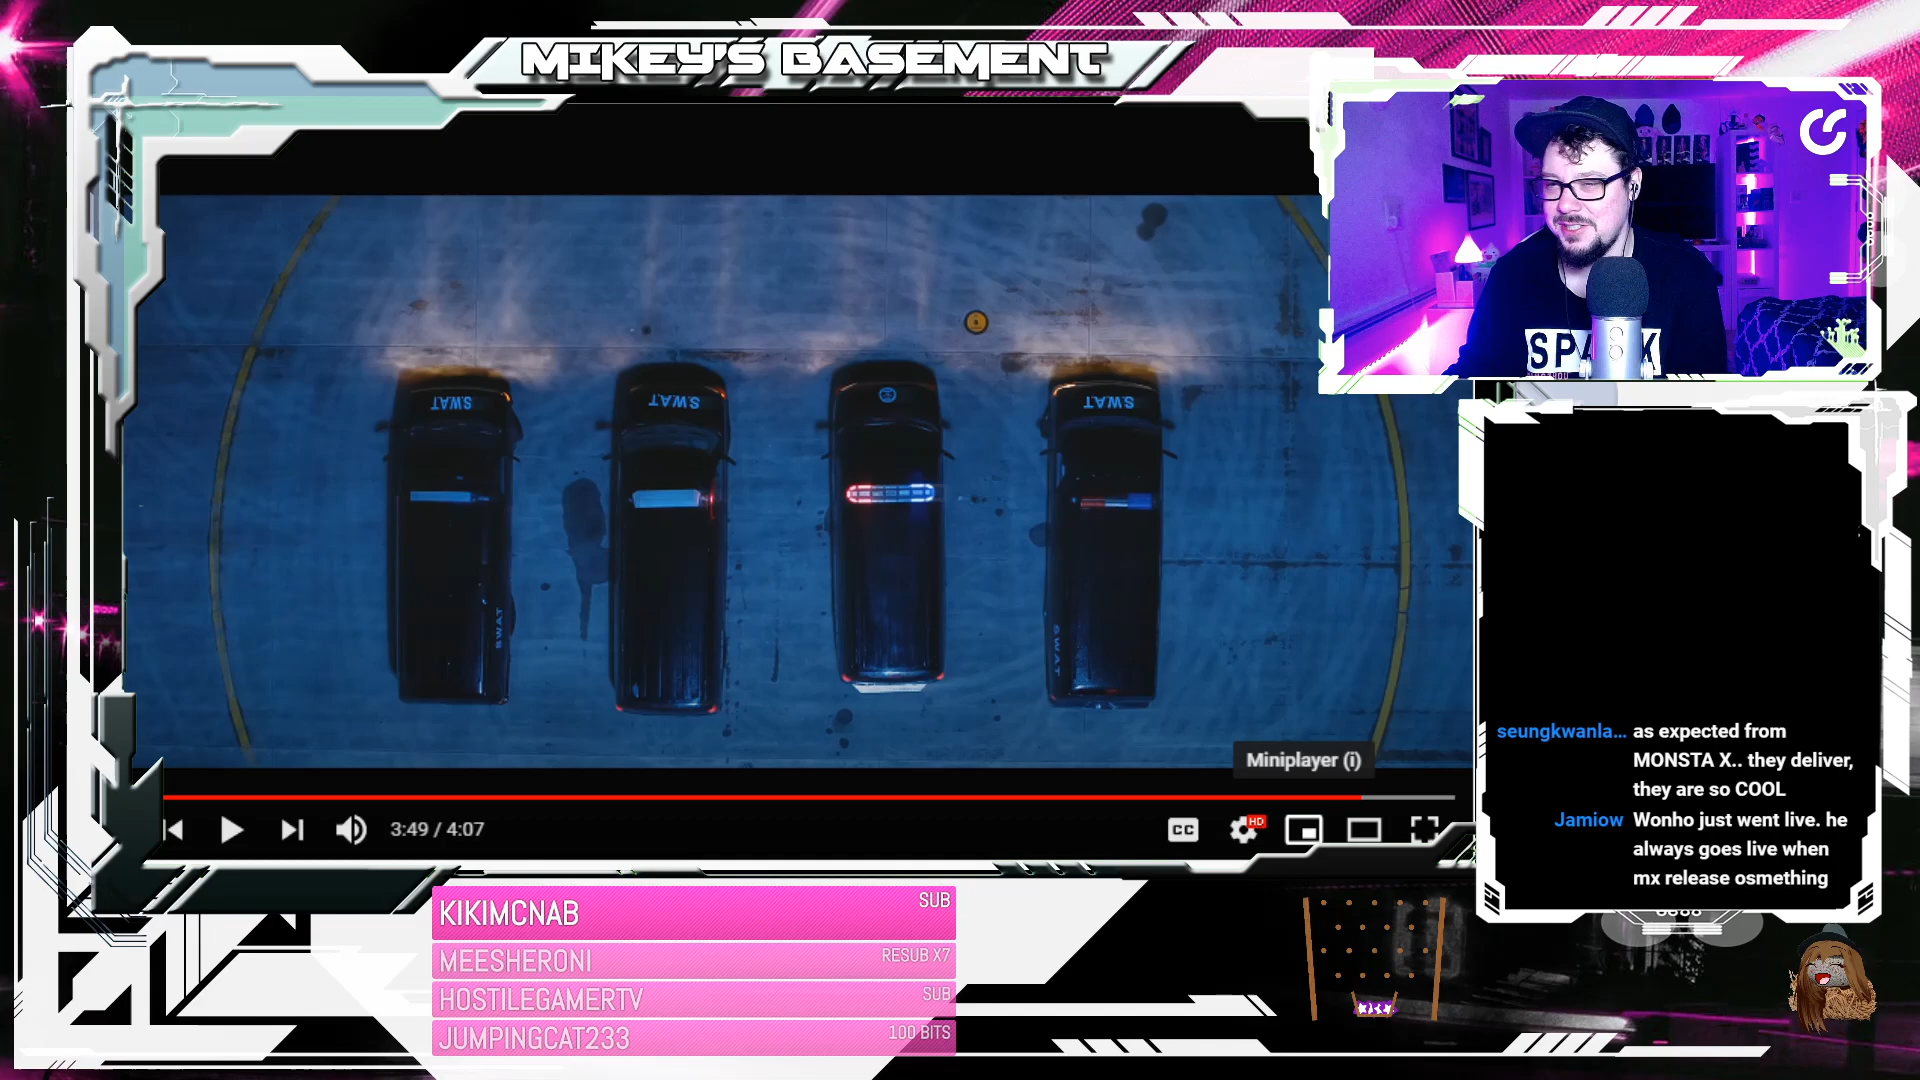 MIKEY'S BASEMENT
S.W.A.T
S.W.A.T
S.W.A.T
SWAT
SWAT
Miniplayer (i)
3:49 / 4:07
CC
HD
seungkwanla... as expected from
MONSTA X.. they deliver,
they are so COOL
Jamiow Wonho just went live. he
always goes live when
mx release osmething
KIKIMCNAB SUB
MEESHERONI RESUB X7
HOSTILEGAMERTV SUB
JUMPINGCAT233 100 BITS